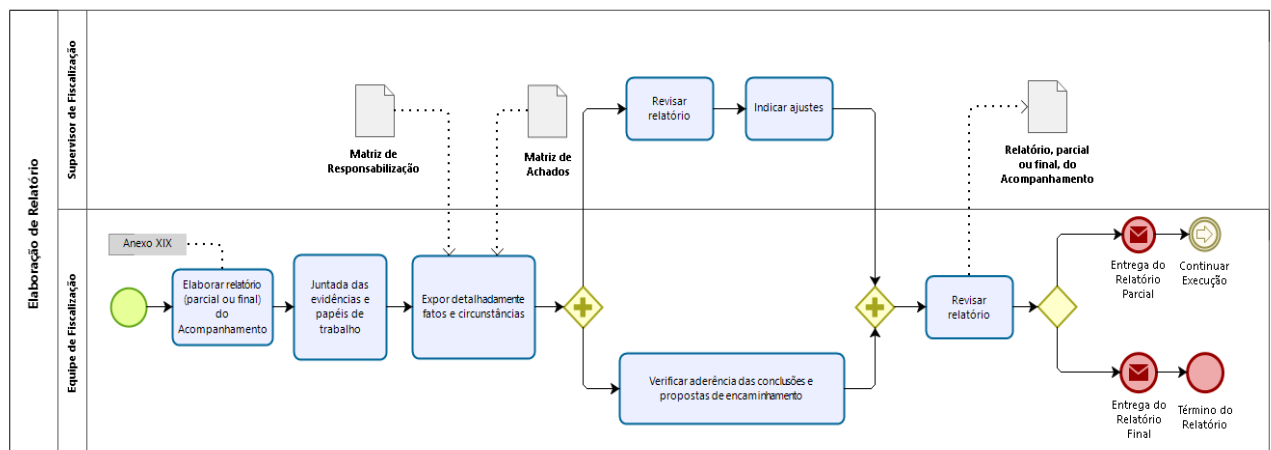 Elaboração de Relatório
Supervisor de Fiscalização
Matriz de
Responsabilização
Matriz de
Achados
Revisar
relatório
Indicar ajustes
Relatório, parcial
ou final, do
Acompanhamento
Equipe de Fiscalização
Anexo XIX
Elaborar relatório
(parcial ou final)
do
Acompanhamento
Juntada das
evidências e
papéis de
trabalho
Expor detalhadamente
fatos e circunstâncias
Verificar aderência das conclusões e
propostas de encaminhamento
Revisar
relatório
Entrega do
Relatório
Parcial
Continuar
Execução
Entrega do
Relatório
Final
Término do
Relatório